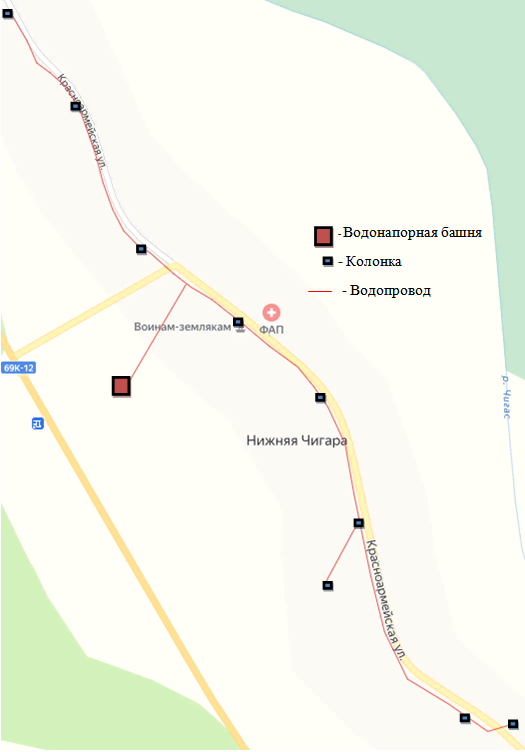 Красноармейская ул.
- Водонапорная башня
- Колонка
- Водопровод
Воинам-землякам
ФАП
69К-12
р. Чигас
Нижняя Чигара
Красноармейская ул.